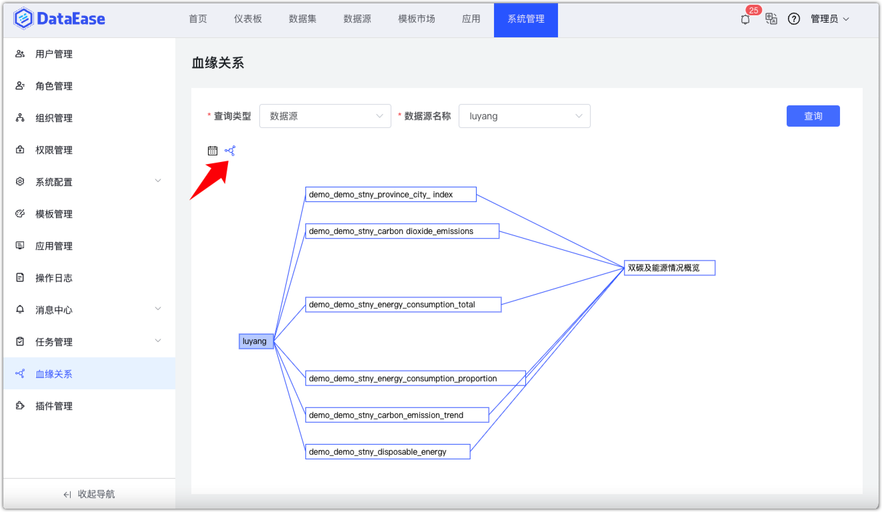 DataEase
首页 仪表板 数据集 数据源 模板市场 应用 系统管理 25 管理员
用户管理
角色管理
组织管理
权限管理
系统配置
模板管理
应用管理
操作日志
消息中心
任务管理
血缘关系
插件管理
收起导航
血缘关系
* 查询类型 数据源 * 数据源名称 luyang 查询
demo_demo_stny_province_city_ index
demo_demo_stny_carbon dioxide_emissions
双碳及能源情况概览
demo_demo_stny_energy_consumption_total
luyang
demo_demo_stny_energy_consumption_proportion
demo_demo_stny_carbon_emission_trend
demo_demo_stny_disposable_energy